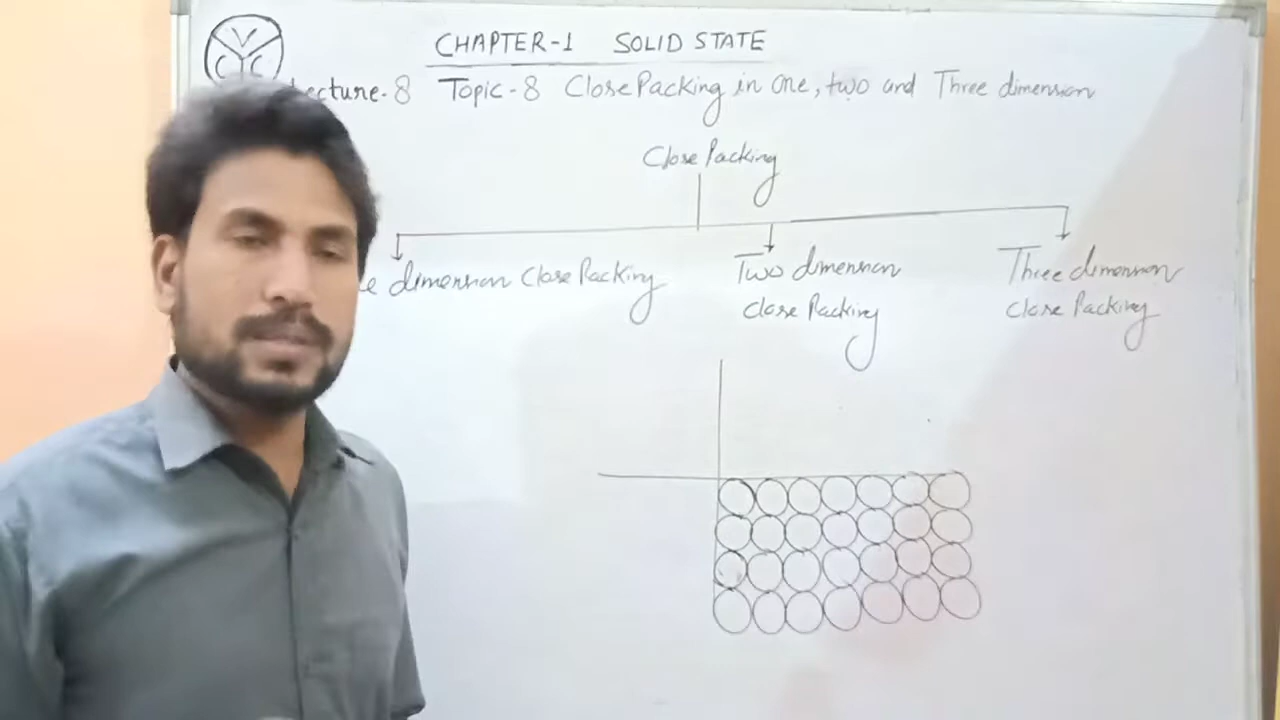 VCYC
CHAPTER-1 SOLID STATE
Lecture-8 Topic-8 Close Packing in One, two and Three dimension
Close Packing
dimension Close Packing
Two dimension
close Packing
Three dimension
close Packing